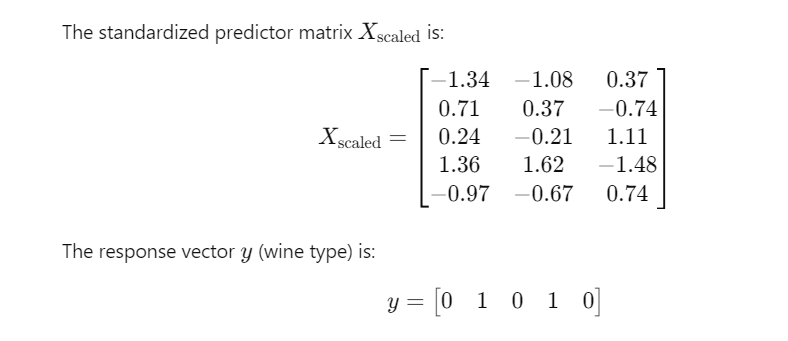 The standardized predictor matrix X_scaled is:
−1.34 −1.08 0.37
0.71 0.37 −0.74
X_scaled = 0.24 −0.21 1.11
1.36 1.62 −1.48
−0.97 −0.67 0.74
The response vector y (wine type) is:
y = [0 1 0 1 0]